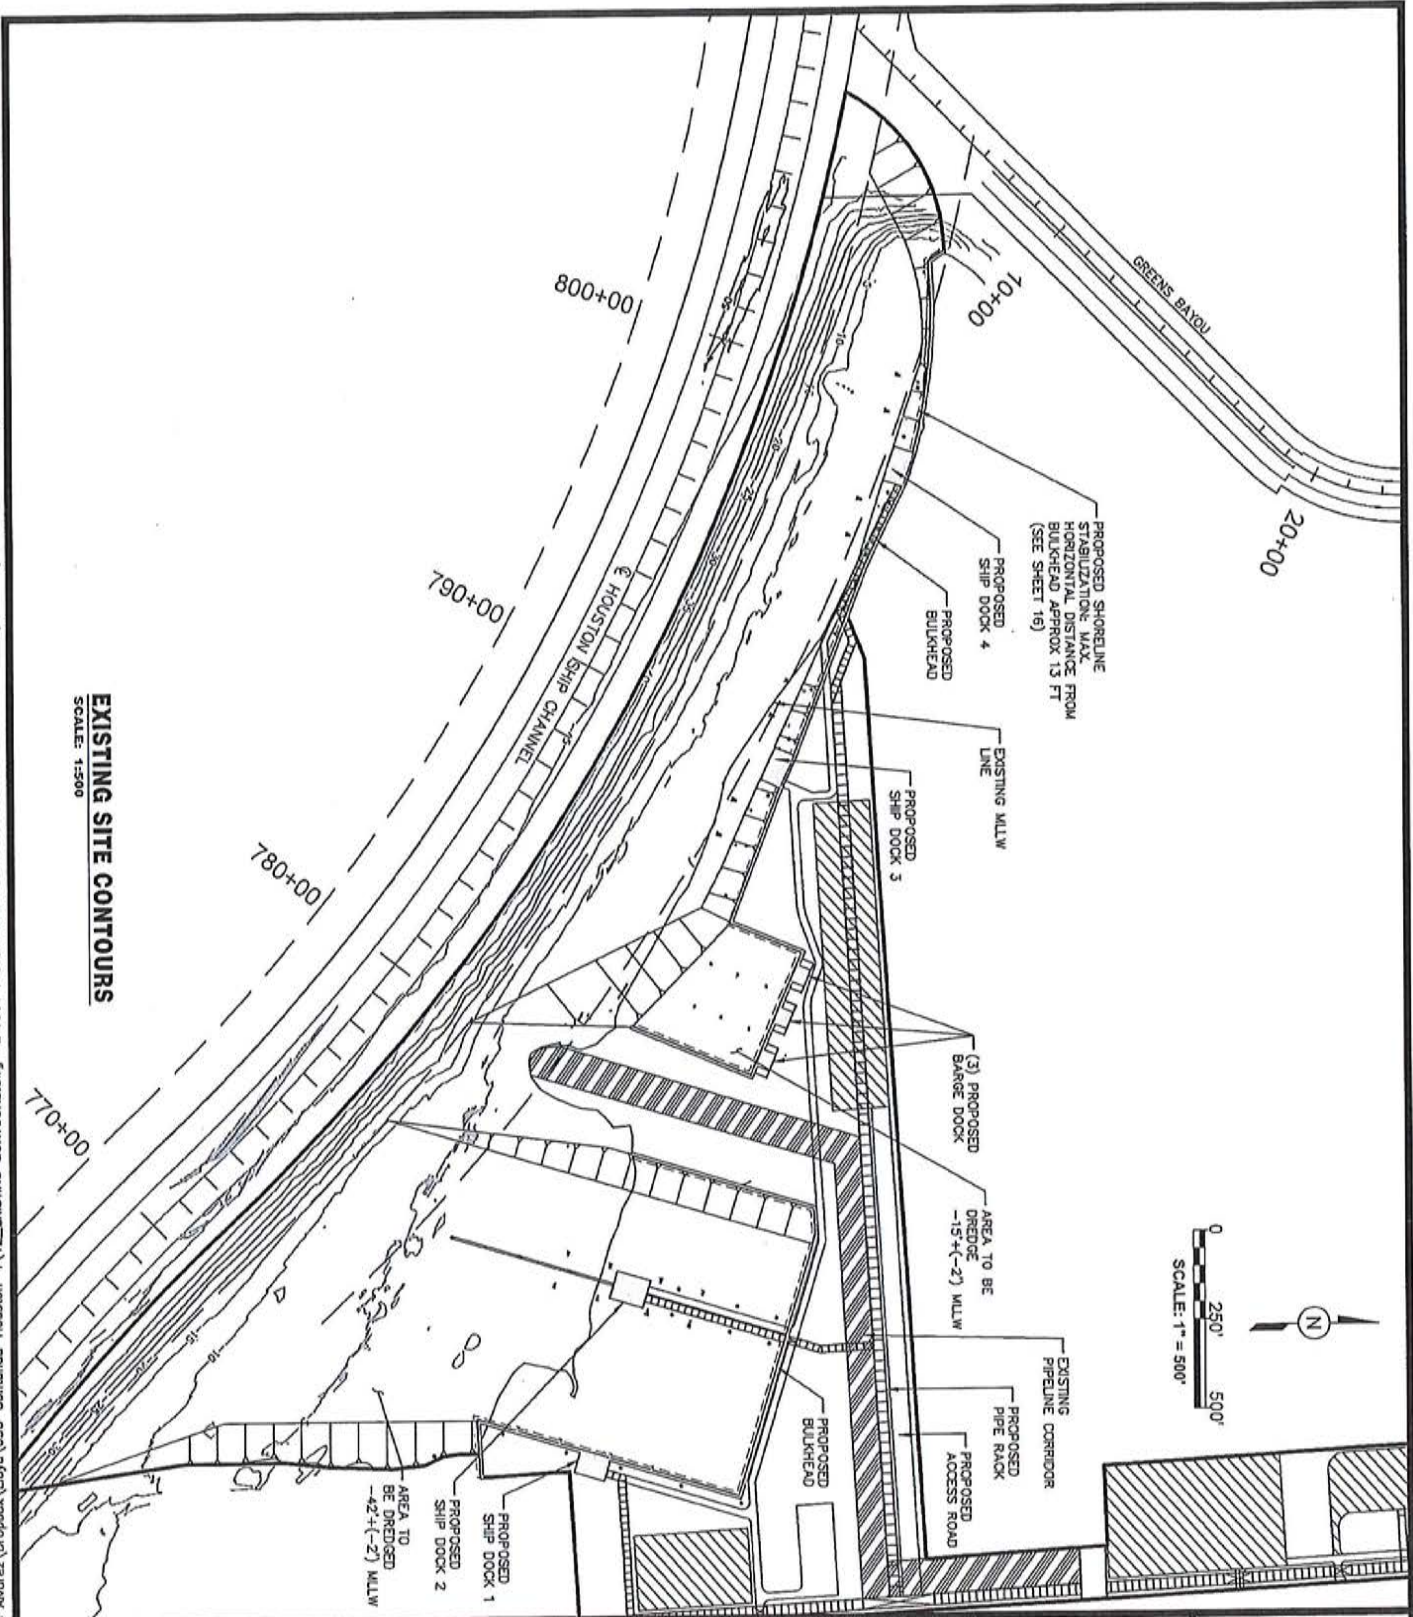 GREENS BAYOU
10+00
20+00
800+00
790+00
780+00
770+00
℄ HOUSTON SHIP CHANNEL
PROPOSED SHORELINE
STABILIZATION: MAX.
HORIZONTAL DISTANCE FROM
BULKHEAD APPROX 13 FT
(SEE SHEET 16)
PROPOSED
SHIP DOCK 4
PROPOSED
BULKHEAD
EXISTING MLLW
LINE
PROPOSED
SHIP DOCK 3
(3) PROPOSED
BARGE DOCK
AREA TO BE
DREDGE
-15'+(-2') MLLW
EXISTING
PIPELINE CORRIDOR
PROPOSED
PIPE RACK
PROPOSED
ACCESS ROAD
PROPOSED
BULKHEAD
PROPOSED
SHIP DOCK 1
PROPOSED
SHIP DOCK 2
AREA TO
BE DREDGED
-42'+(-2') MLLW
N
0 250' 500'
SCALE: 1" = 500'
EXISTING SITE CONTOURS
SCALE: 1:500